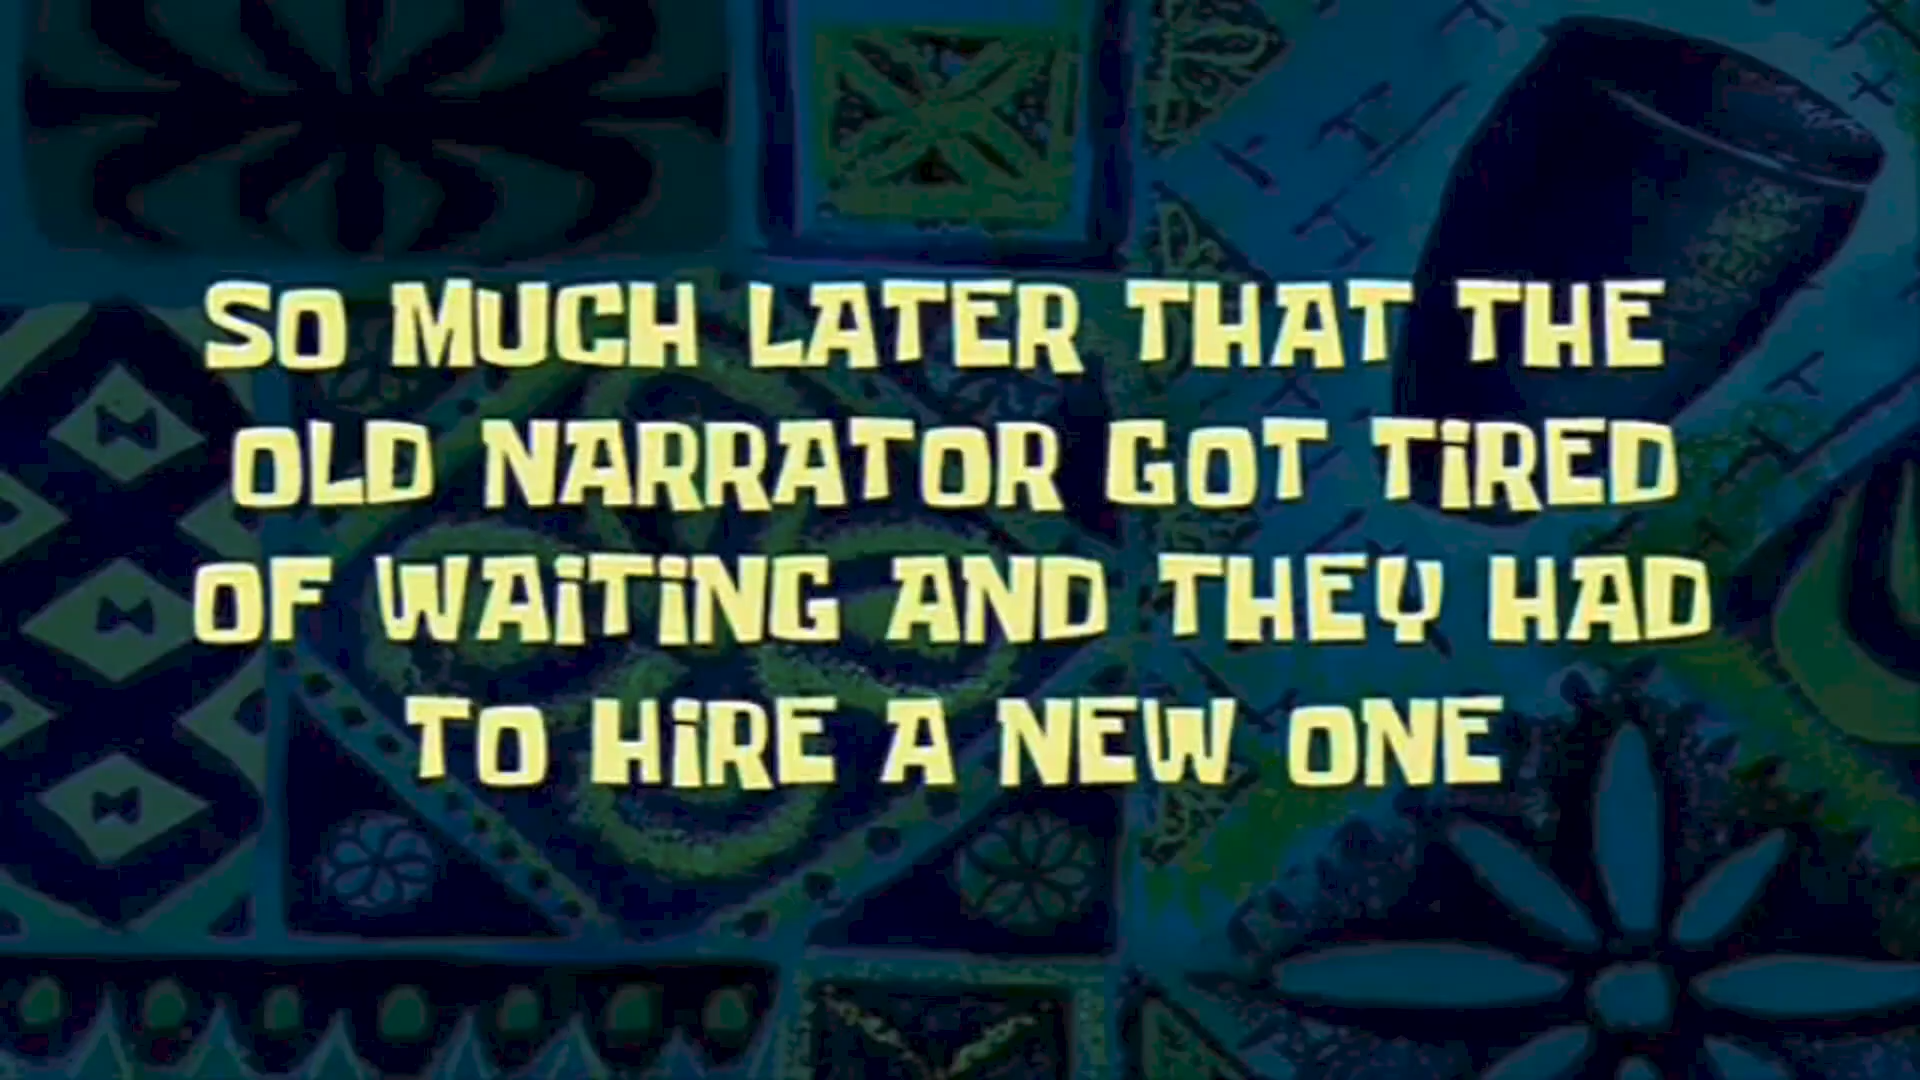 SO MUCH LATER THAT THE
OLD NARRATOR GOT TiRED
OF WAiTiNG AND THEY HAD
TO HiRE A NEW ONE